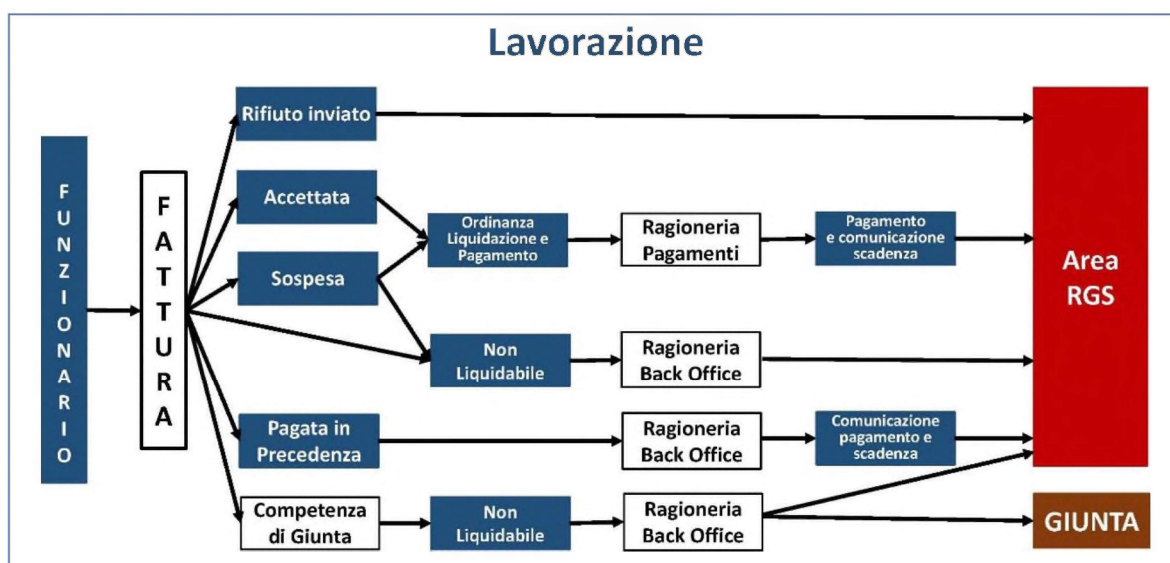 Lavorazione
FUNZIONARIO
FATTURA
Rifiuto inviato
Accettata
Sospesa
Ordinanza
Liquidazione e
Pagamento
Ragioneria
Pagamenti
Pagamento
e comunicazione
scadenza
Non
Liquidabile
Ragioneria
Back Office
Pagata in
Precedenza
Ragioneria
Back Office
Comunicazione
pagamento e
scadenza
Competenza
di Giunta
Non
Liquidabile
Ragioneria
Back Office
Area
RGS
GIUNTA